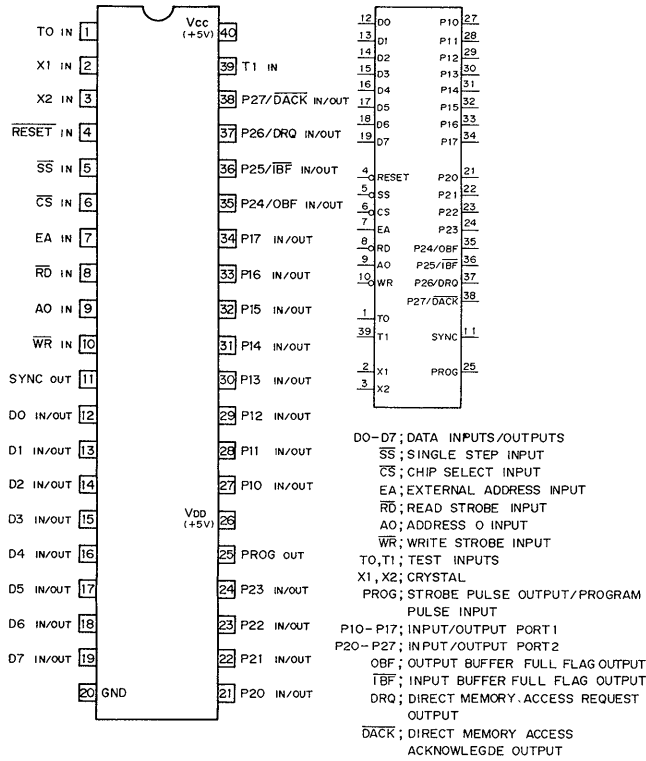 TO IN 1
X1 IN 2
X2 IN 3
RESET IN 4
SS IN 5
CS IN 6
EA IN 7
RD IN 8
AO IN 9
WR IN 10
SYNC OUT 11
DO IN/OUT 12
D1 IN/OUT 13
D2 IN/OUT 14
D3 IN/OUT 15
D4 IN/OUT 16
D5 IN/OUT 17
D6 IN/OUT 18
D7 IN/OUT 19
20 GND
Vcc (+5V) 40
39 T1 IN
38 P27/DACK IN/OUT
37 P26/DRQ IN/OUT
36 P25/IBF IN/OUT
35 P24/OBF IN/OUT
34 P17 IN/OUT
33 P16 IN/OUT
32 P15 IN/OUT
31 P14 IN/OUT
30 P13 IN/OUT
29 P12 IN/OUT
28 P11 IN/OUT
27 P10 IN/OUT
VDD (+5V) 26
25 PROG OUT
24 P23 IN/OUT
23 P22 IN/OUT
22 P21 IN/OUT
21 P20 IN/OUT
12 DO P10 27
13 D1 P11 28
14 D2 P12 29
15 D3 P13 30
16 D4 P14 31
17 D5 P15 32
18 D6 P16 33
19 D7 P17 34
4 RESET P20 21
5 SS P21 22
6 CS P22 23
7 EA P23 24
8 RD P24/OBF 35
9 AO P25/IBF 36
10 WR P26/DRQ 37
P27/DACK 38
1 TO
39 T1 SYNC 11
2 X1 PROG 25
3 X2
DO-D7; DATA INPUTS/OUTPUTS
SS; SINGLE STEP INPUT
CS; CHIP SELECT INPUT
EA; EXTERNAL ADDRESS INPUT
RD; READ STROBE INPUT
AO; ADDRESS O INPUT
WR; WRITE STROBE INPUT
TO,T1; TEST INPUTS
X1, X2; CRYSTAL
PROG; STROBE PULSE OUTPUT/PROGRAM
PULSE INPUT
P10-P17; INPUT/OUTPUT PORT1
P20-P27; INPUT/OUTPUT PORT2
OBF; OUTPUT BUFFER FULL FLAG OUTPUT
IBF; INPUT BUFFER FULL FLAG OUTPUT
DRQ; DIRECT MEMORY ACCESS REQUEST
OUTPUT
DACK; DIRECT MEMORY ACCESS
ACKNOWLEGDE OUTPUT